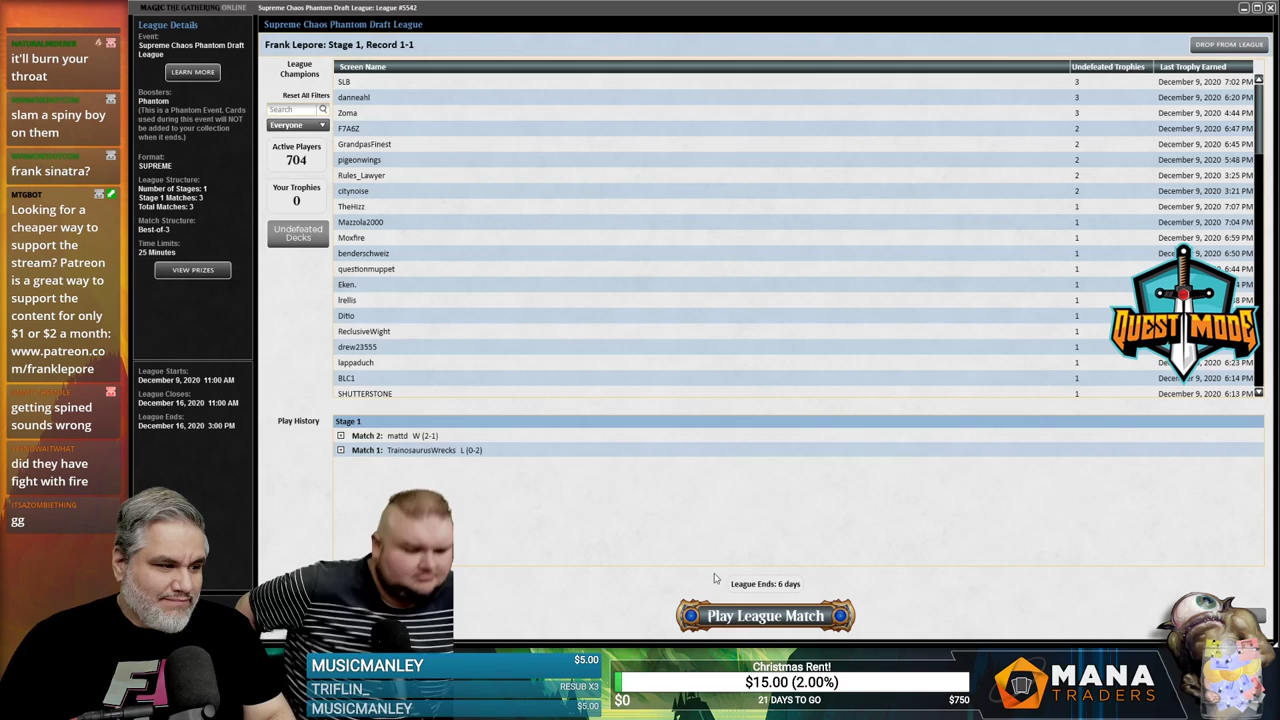 MAGIC THE GATHERING ONLINE
Supreme Chaos Phantom Draft League: League #5542
League Details
Event:
Supreme Chaos Phantom Draft
League
LEARN MORE
Boosters:
Phantom
(This is a Phantom Event. Cards
used during this event will NOT
be added to your collection
when it ends.)
Format:
SUPREME
League Structure:
Number of Stages: 1
Stage 1 Matches: 3
Total Matches: 3
Match Structure:
Best-of-3
Time Limits:
25 Minutes
VIEW PRIZES
League Starts:
December 9, 2020 11:00 AM
League Closes:
December 16, 2020 11:00 AM
League Ends:
December 16, 2020 3:00 PM
Supreme Chaos Phantom Draft League
Frank Lepore: Stage 1, Record 1-1
DROP FROM LEAGUE
League
Champions
Reset All Filters
Search
Everyone
Active Players
704
Your Trophies
0
Undefeated
Decks
Screen Name Undefeated Trophies Last Trophy Earned
SLB 3 December 9, 2020 7:02 PM
danneahl 3 December 9, 2020 6:20 PM
Zoma 3 December 9, 2020 4:44 PM
F7A6Z 2 December 9, 2020 6:47 PM
GrandpasFinest 2 December 9, 2020 6:45 PM
pigeonwings 2 December 9, 2020 5:48 PM
Rules_Lawyer 2 December 9, 2020 3:25 PM
citynoise 2 December 9, 2020 3:21 PM
TheHizz 1 December 9, 2020 7:07 PM
Mazzola2000 1 December 9, 2020 7:04 PM
Moxfire 1 December 9, 2020 6:59 PM
benderschweiz 1 December 9, 2020 6:50 PM
questionmuppet 1 December 9, 2020 6:44 PM
Eken. 1
lrellis 1
Ditio 1
ReclusiveWight 1
drew23555 1
lappaduch 1 6:23 PM
BLC1 1 December 9, 2020 6:14 PM
SHUTTERSTONE 1 December 9, 2020 6:13 PM
QUEST MODE
Play History
Stage 1
Match 2: mattd W (2-1)
Match 1: TrainosaurusWrecks L (0-2)
League Ends: 6 days
Play League Match
it'll burn your
throat
slam a spiny boy
on them
frank sinatra?
MTGBOT
Looking for a
cheaper way to
support the
stream? Patreon
is a great way to
support the
content for only
$1 or $2 a month:
www.patreon.co
m/franklepore
getting spined
sounds wrong
did they have
fight with fire
ITSAZOMBIETHING
gg
MUSICMANLEY $5.00
TRIFLIN_ RESUB X3
MUSICMANLEY $5.00
Christmas Rent!
$15.00 (2.00%)
$0 21 DAYS TO GO $750
MANA
TRADERS